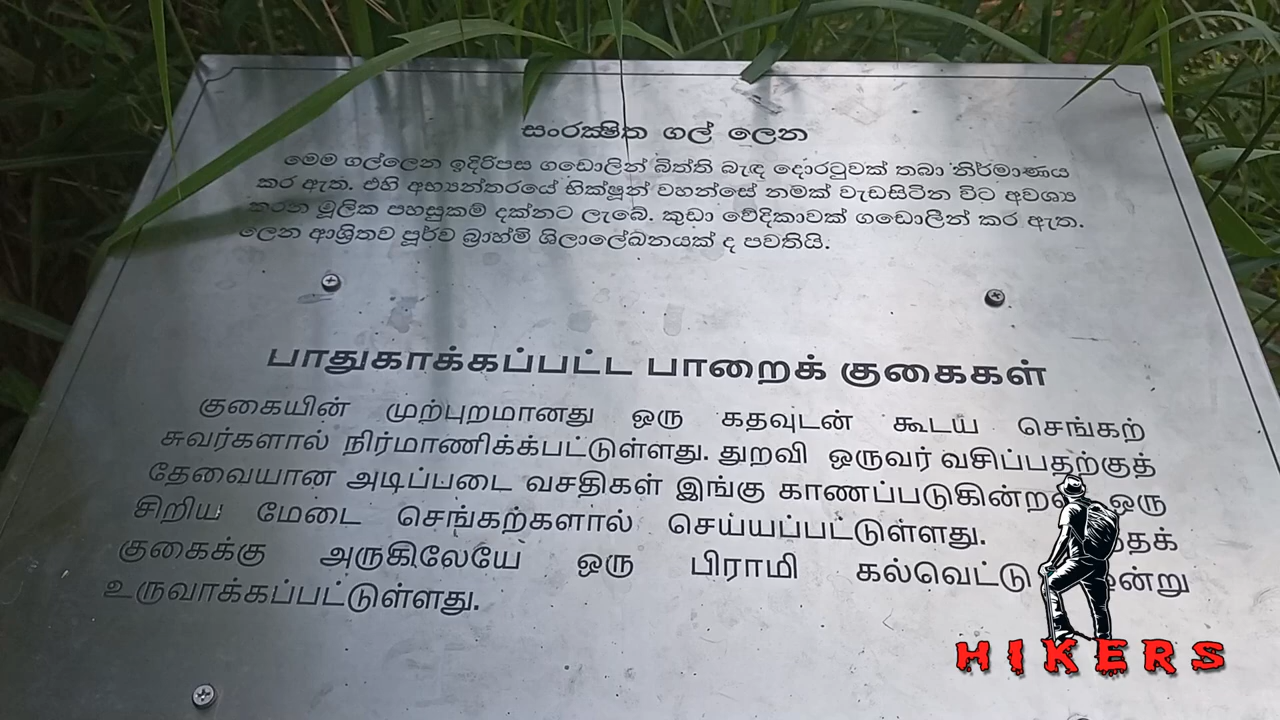 සංරක්ෂිත ගල් ලෙන
මෙම ගල්ලෙන ඉදිරිපස ගඩොලින් බිත්ති බැඳ දොරටුවක් තබා නිර්මාණය
කර ඇත. එහි අභ්‍යන්තරයේ භික්ෂූන් වහන්සේ නමක් වැඩසිටින විට අවශ්‍ය
කරන මූලික පහසුකම් දක්නට ලැබේ. කුඩා වේදිකාවක් ගඩොලින් කර ඇත.
ලෙන ආශ්‍රිතව පූර්ව බ්‍රාහ්මි ශිලාලේඛනයක් ද පවතියි.
பாதுகாக்கப்பட்ட பாறைக் குகைகள்
குகையின் முற்புறமானது ஒரு கதவுடன் கூடய செங்கற்
சுவர்களால் நிர்மாணிக்க்பட்டுள்ளது. துறவி ஒருவர் வசிப்பதற்குத்
தேவையான அடிப்படை வசதிகள் இங்கு காணப்படுகின்றன ஒரு
சிறிய மேடை செங்கற்களால் செய்யப்பட்டுள்ளது.
குகைக்கு அருகிலேயே ஒரு பிராமி கல்வெட்டு
உருவாக்கப்பட்டுள்ளது.
HIKERS